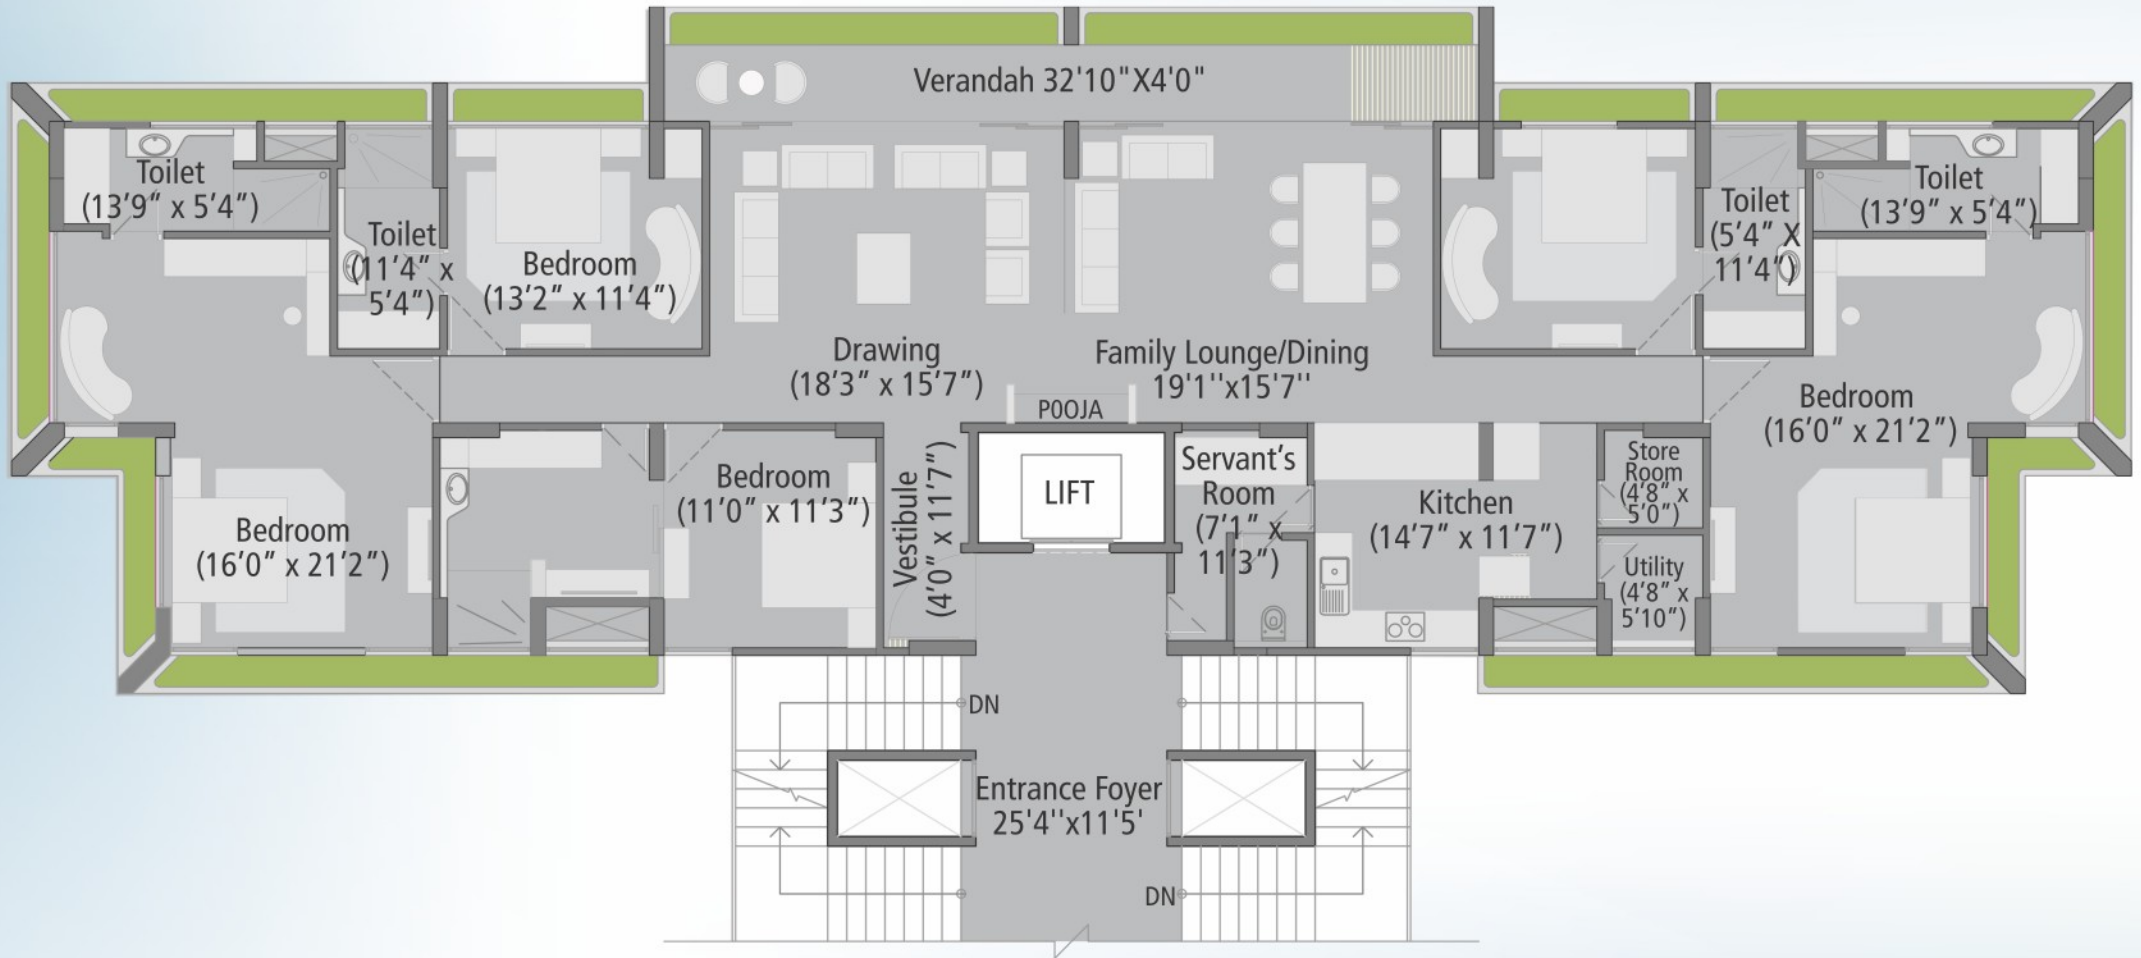 Verandah 32'10"X4'0"
Toilet
(13'9" x 5'4")
Toilet
(11'4" x
5'4")
Bedroom
(13'2" x 11'4")
Drawing
(18'3" x 15'7")
Family Lounge/Dining
19'1''x15'7''
POOJA
Toilet
(5'4" X
11'4")
Toilet
(13'9" x 5'4")
Bedroom
(16'0" x 21'2")
Bedroom
(16'0" x 21'2")
Bedroom
(11'0" x 11'3")
Vestibule
(4'0" x 11'7")
LIFT
Servant's
Room
(7'1" x
11'3")
Kitchen
(14'7" x 11'7")
Store
Room
(4'8" x
5'0")
Utility
(4'8" x
5'10")
DN
Entrance Foyer
25'4''x11'5'
DN